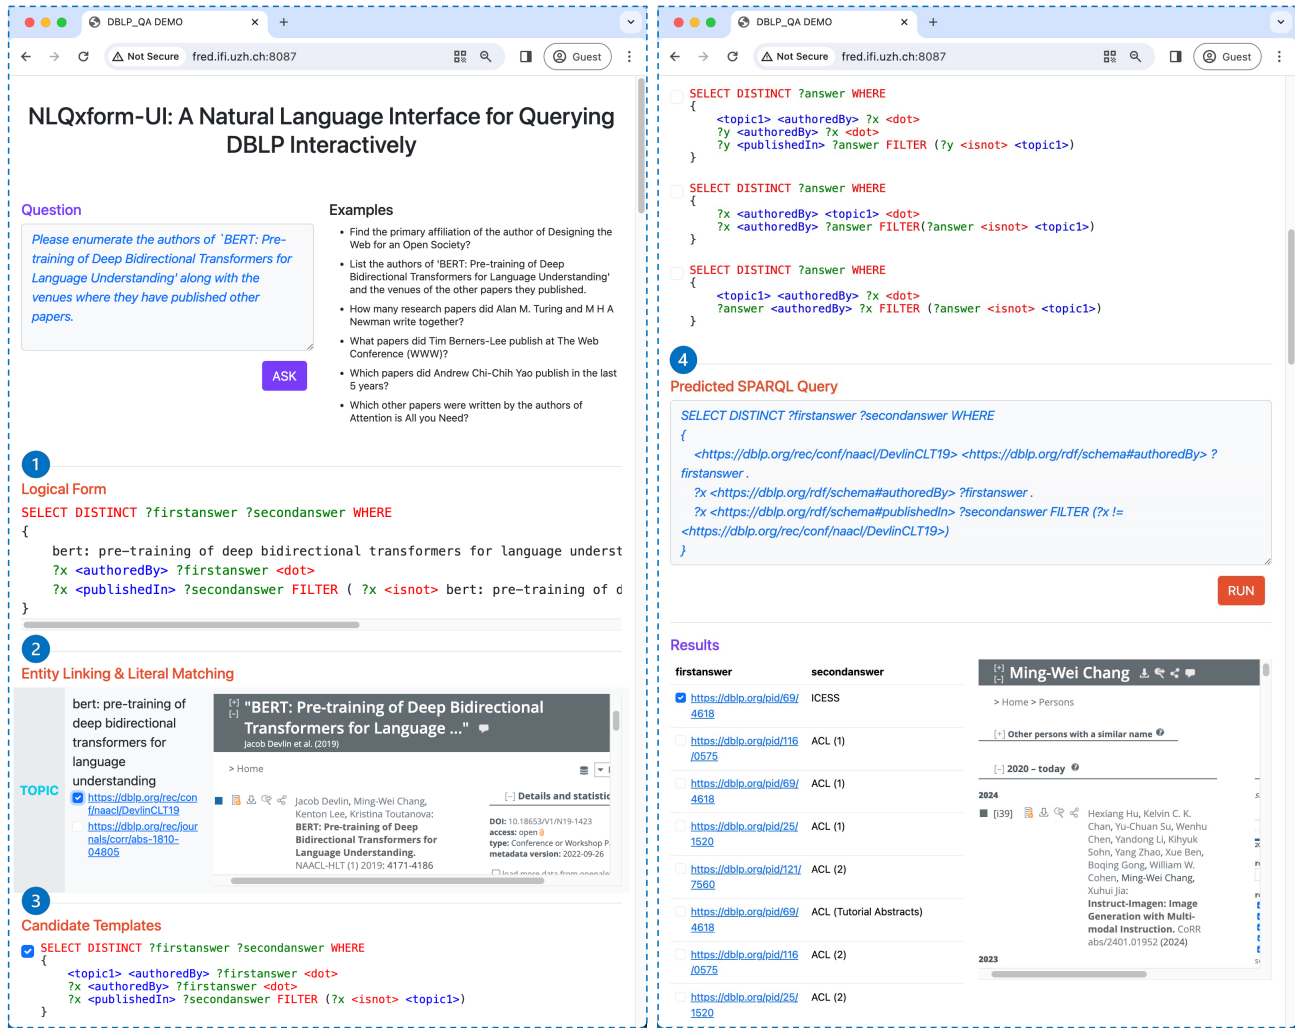 DBLP_QA DEMO
Not Secure fred.ifi.uzh.ch:8087
Guest
NLQxform-UI: A Natural Language Interface for Querying
DBLP Interactively
Question
Please enumerate the authors of `BERT: Pre-
training of Deep Bidirectional Transformers for
Language Understanding' along with the
venues where they have published other
papers.
ASK
Examples
• Find the primary affiliation of the author of Designing the
Web for an Open Society?
• List the authors of 'BERT: Pre-training of Deep
Bidirectional Transformers for Language Understanding'
and the venues of the other papers they published.
• How many research papers did Alan M. Turing and M H A
Newman write together?
• What papers did Tim Berners-Lee publish at The Web
Conference (WWW)?
• Which papers did Andrew Chi-Chih Yao publish in the last
5 years?
• Which other papers were written by the authors of
Attention is All you Need?
1
Logical Form
SELECT DISTINCT ?firstanswer ?secondanswer WHERE
{
bert: pre-training of deep bidirectional transformers for language underst
?x <authoredBy> ?firstanswer <dot>
?x <publishedIn> ?secondanswer FILTER ( ?x <isnot> bert: pre-training of d
}
2
Entity Linking & Literal Matching
TOPIC
bert: pre-training of
deep bidirectional
transformers for
language
understanding
https://dblp.org/rec/con
f/naacl/DevlinCLT19
https://dblp.org/rec/jour
nals/corr/abs-1810-
04805
[+]
[−]
"BERT: Pre-training of Deep Bidirectional
Transformers for Language ..."
Jacob Devlin et al. (2019)
> Home
Jacob Devlin, Ming-Wei Chang,
Kenton Lee, Kristina Toutanova:
BERT: Pre-training of Deep
Bidirectional Transformers for
Language Understanding.
NAACL-HLT (1) 2019: 4171-4186
[−] Details and statistic
DOI: 10.18653/V1/N19-1423
access: open
type: Conference or Workshop P
metadata version: 2022-09-26
load more data from openale
3
Candidate Templates
SELECT DISTINCT ?firstanswer ?secondanswer WHERE
{
<topic1> <authoredBy> ?firstanswer <dot>
?x <authoredBy> ?firstanswer <dot>
?x <publishedIn> ?secondanswer FILTER (?x <isnot> <topic1>)
}
DBLP_QA DEMO
Not Secure fred.ifi.uzh.ch:8087
Guest
SELECT DISTINCT ?answer WHERE
{
<topic1> <authoredBy> ?x <dot>
?y <authoredBy> ?x <dot>
?y <publishedIn> ?answer FILTER (?y <isnot> <topic1>)
}
SELECT DISTINCT ?answer WHERE
{
?x <authoredBy> <topic1> <dot>
?x <authoredBy> ?answer FILTER(?answer <isnot> <topic1>)
}
SELECT DISTINCT ?answer WHERE
{
<topic1> <authoredBy> ?x <dot>
?answer <authoredBy> ?x FILTER (?answer <isnot> <topic1>)
}
4
Predicted SPARQL Query
SELECT DISTINCT ?firstanswer ?secondanswer WHERE
{
<https://dblp.org/rec/conf/naacl/DevlinCLT19> <https://dblp.org/rdf/schema#authoredBy> ?
firstanswer .
?x <https://dblp.org/rdf/schema#authoredBy> ?firstanswer .
?x <https://dblp.org/rdf/schema#publishedIn> ?secondanswer FILTER (?x !=
<https://dblp.org/rec/conf/naacl/DevlinCLT19>)
}
RUN
Results
firstanswer secondanswer
https://dblp.org/pid/69/ ICESS
4618
https://dblp.org/pid/116 ACL (1)
/0575
https://dblp.org/pid/69/ ACL (1)
4618
https://dblp.org/pid/25/ ACL (1)
1520
https://dblp.org/pid/121/ ACL (2)
7560
https://dblp.org/pid/69/ ACL (Tutorial Abstracts)
4618
https://dblp.org/pid/116 ACL (2)
/0575
https://dblp.org/pid/25/ ACL (2)
1520
[+]
[−]
Ming-Wei Chang
> Home > Persons
[+] Other persons with a similar name
[−] 2020 – today
2024
[i39]
Hexiang Hu, Kelvin C. K.
Chan, Yu-Chuan Su, Wenhu
Chen, Yandong Li, Kihyuk
Sohn, Yang Zhao, Xue Ben,
Boqing Gong, William W.
Cohen, Ming-Wei Chang,
Xuhui Jia:
Instruct-Imagen: Image
Generation with Multi-
modal Instruction. CoRR
abs/2401.01952 (2024)
2023